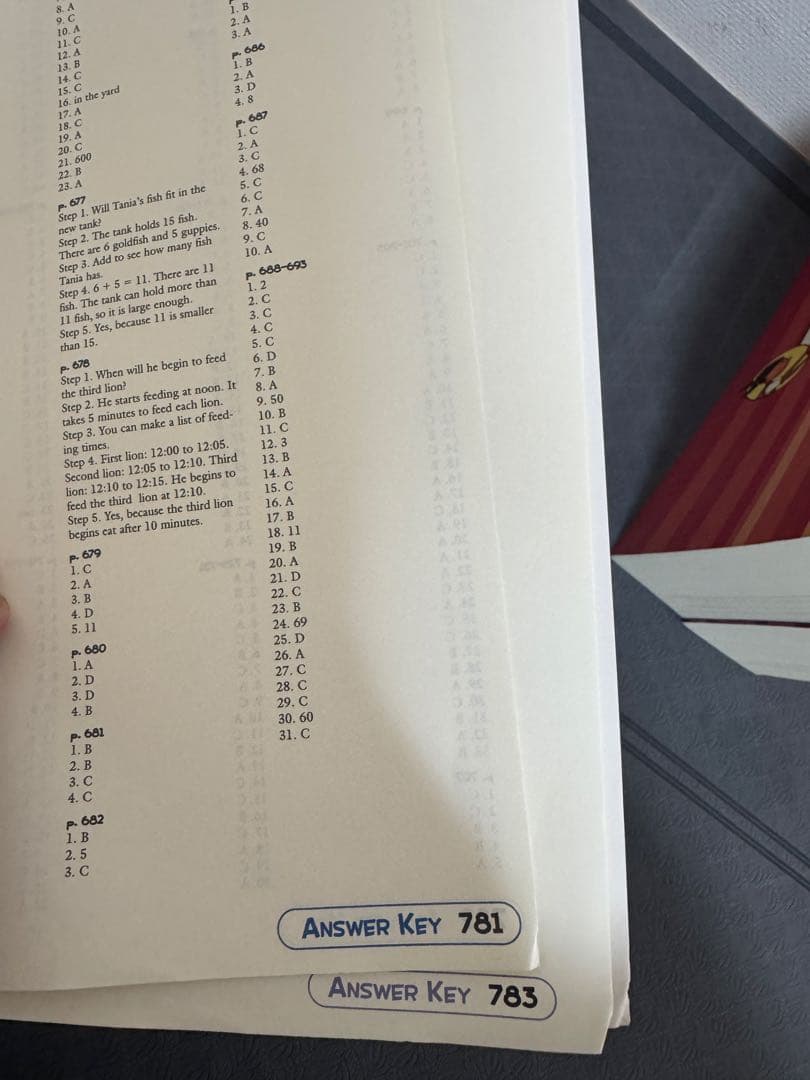 8. A
9. C
10. A
11. C
12. A
13. B
14. C
15. C
16. in the yard
17. A
18. C
19. A
20. C
21. 600
22. B
23. A
p. 677
Step 1. Will Tania's fish fit in the
new tank?
Step 2. The tank holds 15 fish.
There are 6 goldfish and 5 guppies.
Step 3. Add to see how many fish
Tania has.
Step 4. 6 + 5 = 11. There are 11
fish. The tank can hold more than
11 fish, so it is large enough.
Step 5. Yes, because 11 is smaller
than 15.
p. 678
Step 1. When will he begin to feed
the third lion?
Step 2. He starts feeding at noon. It
takes 5 minutes to feed each lion.
Step 3. You can make a list of feed-
ing times.
Step 4. First lion: 12:00 to 12:05.
Second lion: 12:05 to 12:10. Third
lion: 12:10 to 12:15. He begins to
feed the third lion at 12:10.
Step 5. Yes, because the third lion
begins eat after 10 minutes.
p. 679
1. C
2. A
3. B
4. D
5. 11
p. 680
1. A
2. D
3. D
4. B
p. 681
1. B
2. B
3. C
4. C
p. 682
1. B
2. 5
3. C
1. B
2. A
3. A
p. 686
1. B
2. A
3. D
4. 8
p. 687
1. C
2. A
3. C
4. 68
5. C
6. C
7. A
8. 40
9. C
10. A
p. 688-693
1. 2
2. C
3. C
4. C
5. C
6. D
7. B
8. A
9. 50
10. B
11. C
12. 3
13. B
14. A
15. C
16. A
17. B
18. 11
19. B
20. A
21. D
22. C
23. B
24. 69
25. D
26. A
27. C
28. C
29. C
30. 60
31. C
ANSWER KEY 781
ANSWER KEY 783